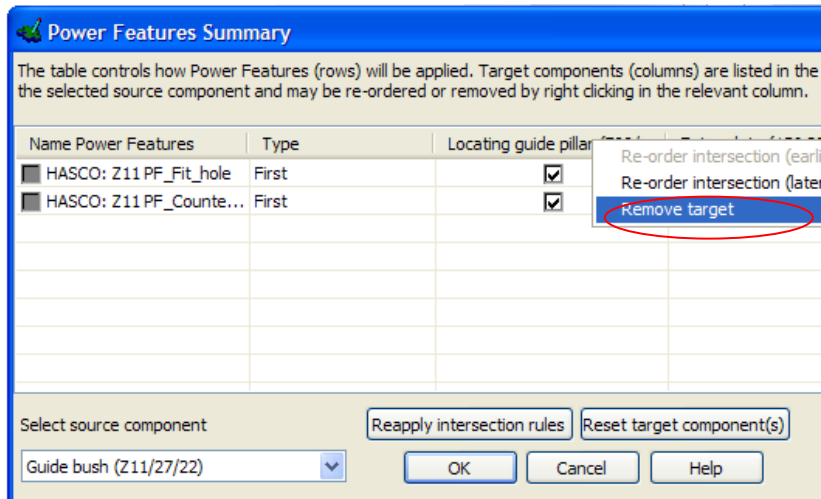 Power Features Summary
The table controls how Power Features (rows) will be applied. Target components (columns) are listed in the
the selected source component and may be re-ordered or removed by right clicking in the relevant column.
Name Power Features Type Locating guide pillar
Re-order intersection (earli
HASCO: Z11 PF_Fit_hole First
Re-order intersection (later
HASCO: Z11 PF_Counte... First
Remove target
Select source component Reapply intersection rules Reset target component(s)
Guide bush (Z11/27/22) OK Cancel Help